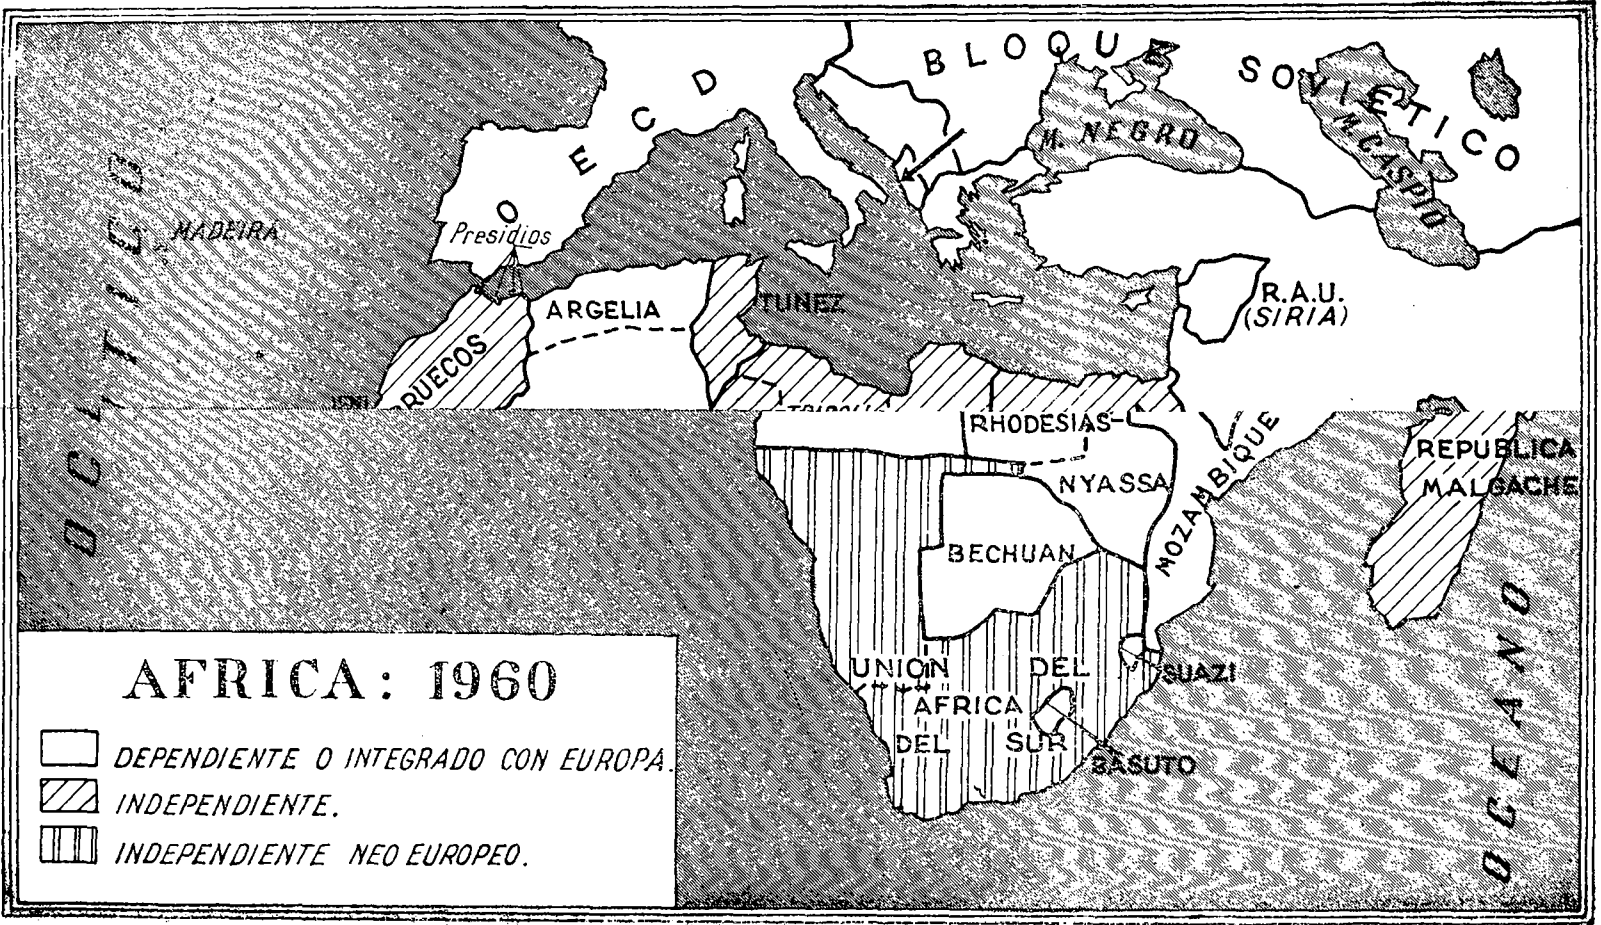 BLOQUE SOVIETICO
OECD
M. NEGRO
M. CASPIO
MADEIRA
Presidios
ARGELIA
TUNEZ
R.A.U.
(SIRIA)
RUECOS
RHODESIAS-
NYASSA
MOZAMBIQUE
REPUBLICA
MALGACHE
BECHUAN
UNION DEL
AFRICA
DEL SUR
SUAZI
BASUTO
OCEANO
AFRICA: 1960
DEPENDIENTE O INTEGRADO CON EUROPA.
INDEPENDIENTE.
INDEPENDIENTE NEO EUROPEO.